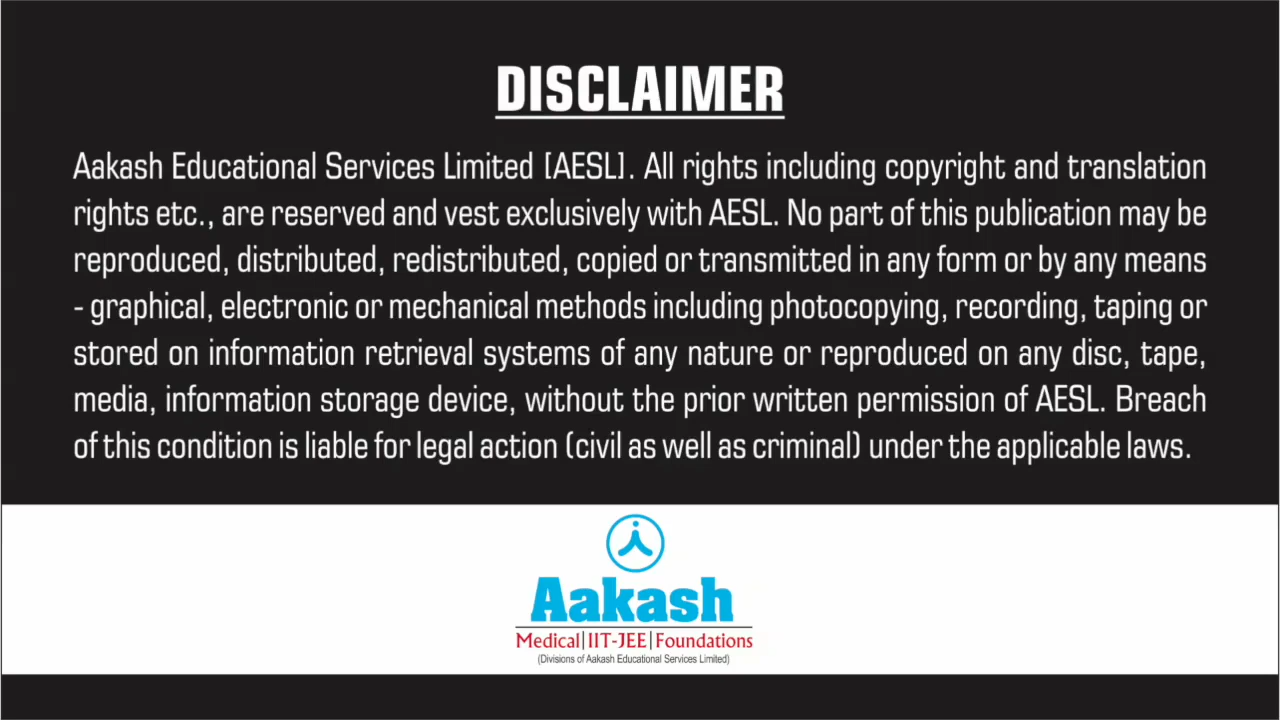 DISCLAIMER
Aakash Educational Services Limited [AESL]. All rights including copyright and translation
rights etc., are reserved and vest exclusively with AESL. No part of this publication may be
reproduced, distributed, redistributed, copied or transmitted in any form or by any means
- graphical, electronic or mechanical methods including photocopying, recording, taping or
stored on information retrieval systems of any nature or reproduced on any disc, tape,
media, information storage device, without the prior written permission of AESL. Breach
of this condition is liable for legal action (civil as well as criminal) under the applicable laws.
Aakash
Medical|IIT-JEE|Foundations
(Divisions of Aakash Educational Services Limited)